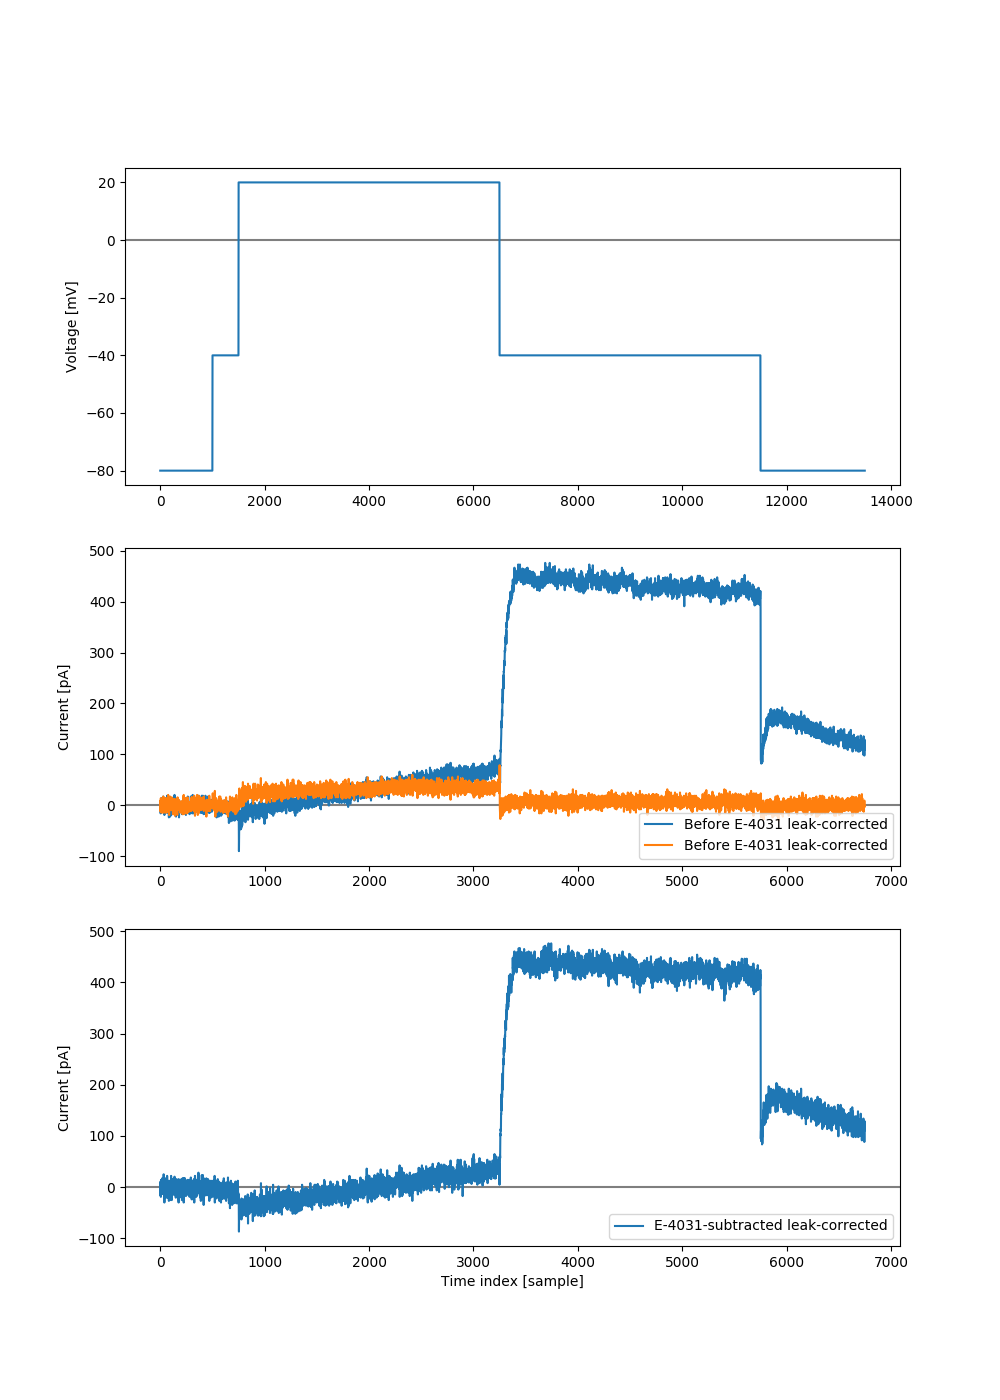 20
0
−20
−40
−60
−80
Voltage [mV]
0 2000 4000 6000 8000 10000 12000 14000
500
400
300
200
100
0
−100
Current [pA]
Before E-4031 leak-corrected
Before E-4031 leak-corrected
0 1000 2000 3000 4000 5000 6000 7000
500
400
300
200
100
0
−100
Current [pA]
E-4031-subtracted leak-corrected
0 1000 2000 3000 4000 5000 6000 7000
Time index [sample]